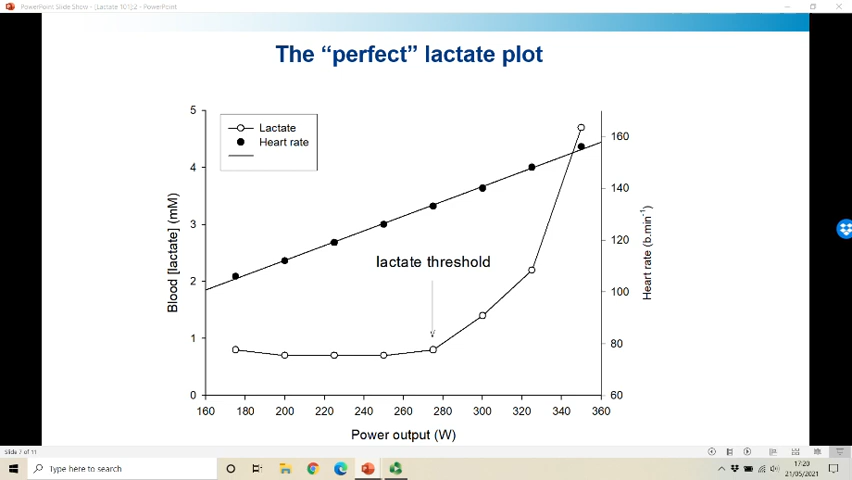 PowerPoint Slide Show - [Lactate 101]:2 - PowerPoint
The “perfect” lactate plot
5
4
3
2
1
0
Blood [lactate] (mM)
Lactate
Heart rate
lactate threshold
160
140
120
100
80
60
Heart rate (b.min-1)
160 180 200 220 240 260 280 300 320 340 360
Power output (W)
Slide 7 of 11
Type here to search
17:23
21/05/2021